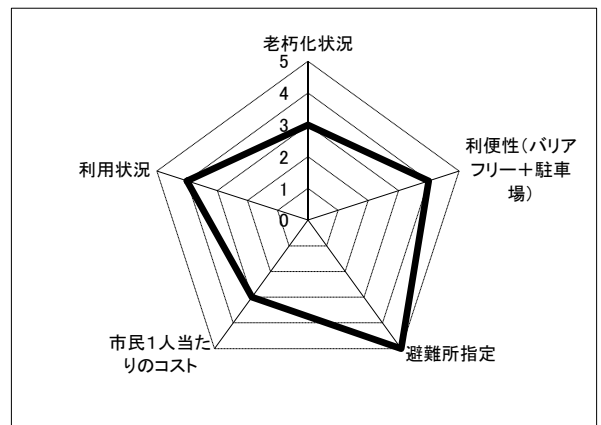 老朽化状況
5
4
3
2
1
0
利便性(バリア
フリー＋駐車
場)
避難所指定
市民１人当た
りのコスト
利用状況